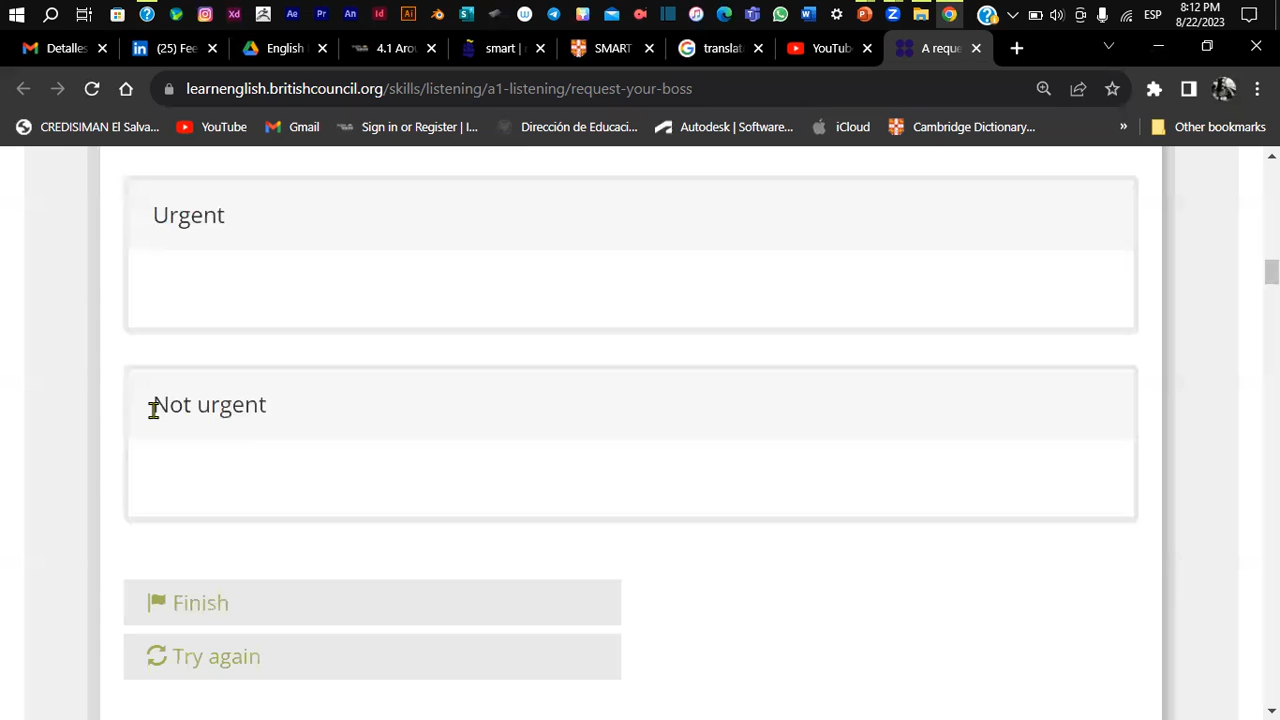 8:12 PM
ESP
8/22/2023
Detalles
(25) Fee
English
4.1 Arou
smart |
SMART
translat
YouTub
A reque
learnenglish.britishcouncil.org/skills/listening/a1-listening/request-your-boss
CREDISIMAN El Salva...
YouTube
Gmail
Sign in or Register | I...
Dirección de Educaci...
Autodesk | Software...
iCloud
Cambridge Dictionary...
»
Other bookmarks
Urgent
Not urgent
Finish
Try again